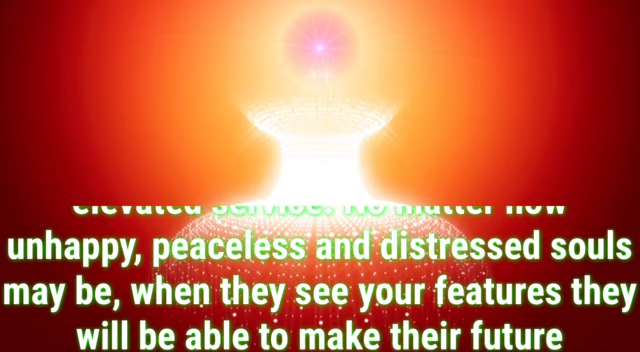 elevated service. No matter how
unhappy, peaceless and distressed souls
may be, when they see your features they
will be able to make their future